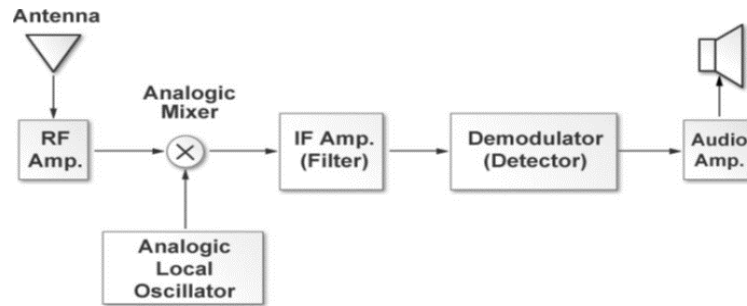 Antenna
Analogic
Mixer
RF
Amp.
IF Amp.
(Filter)
Demodulator
(Detector)
Audio
Amp.
Analogic
Local
Oscillator